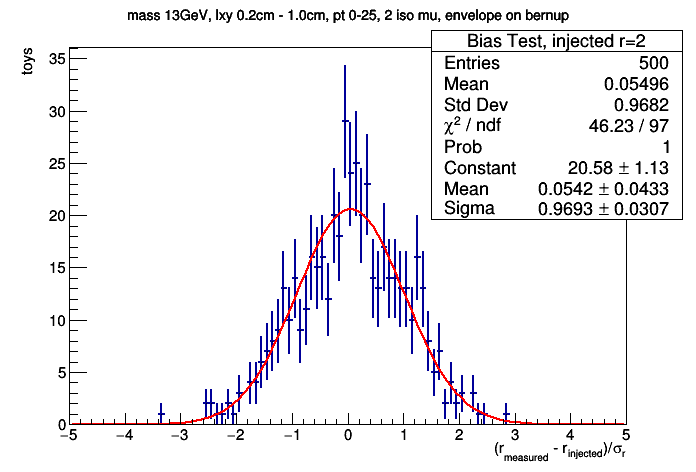 mass 13GeV, lxy 0.2cm - 1.0cm, pt 0-25, 2 iso mu, envelope on bernup
Bias Test, injected r=2
Entries 500
Mean 0.05496
Std Dev 0.9682
χ² / ndf 46.23 / 97
Prob 1
Constant 20.58 ± 1.13
Mean 0.0542 ± 0.0433
Sigma 0.9693 ± 0.0307
toys
35
30
25
20
15
10
5
0
−5 −4 −3 −2 −1 0 1 2 3 4 5
(r_measured - r_injected)/σ_r